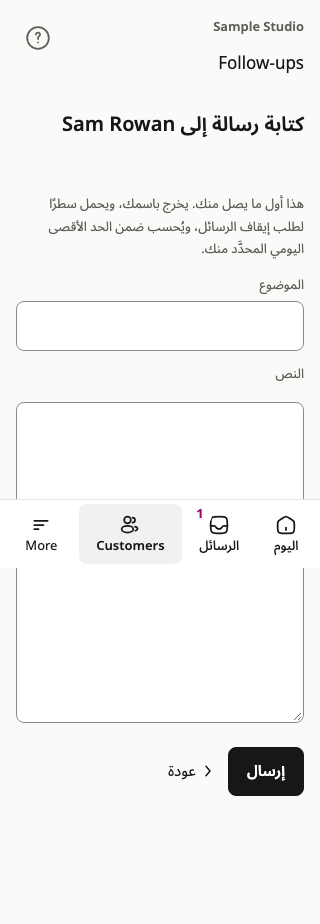 Sample Studio
?
Follow-ups
كتابة رسالة إلى Sam Rowan
هذا أول ما يصل منك. يخرج باسمك، ويحمل سطرًا
لطلب إيقاف الرسائل، ويُحسب ضمن الحد الأقصى
اليومي المحدَّد منك.
الموضوع
النص
اليوم
1
الرسائل
Customers
More
إرسال
عودة